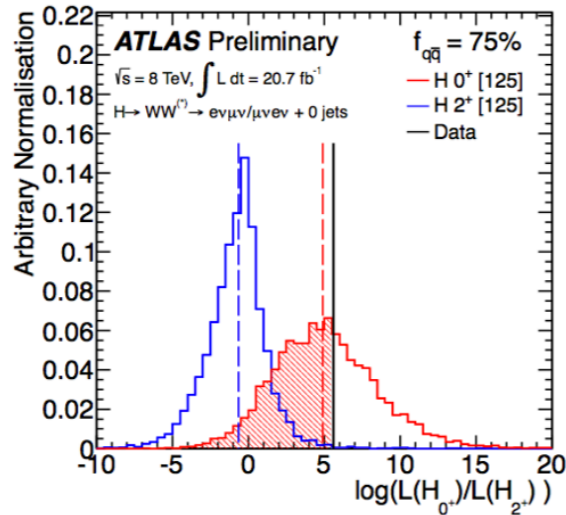 0.22
0.2
0.18
0.16
0.14
0.12
0.1
0.08
0.06
0.04
0.02
0
Arbitrary Normalisation
ATLAS Preliminary
√s = 8 TeV, ∫ L dt = 20.7 fb⁻¹
H→ WW⁽*⁾→ eνμν/μνeν + 0 jets
f_qq̅ = 75%
H 0⁺ [125]
H 2⁺ [125]
Data
-10 -5 0 5 10 15 20
log(L(H₀₊)/L(H₂₊) )